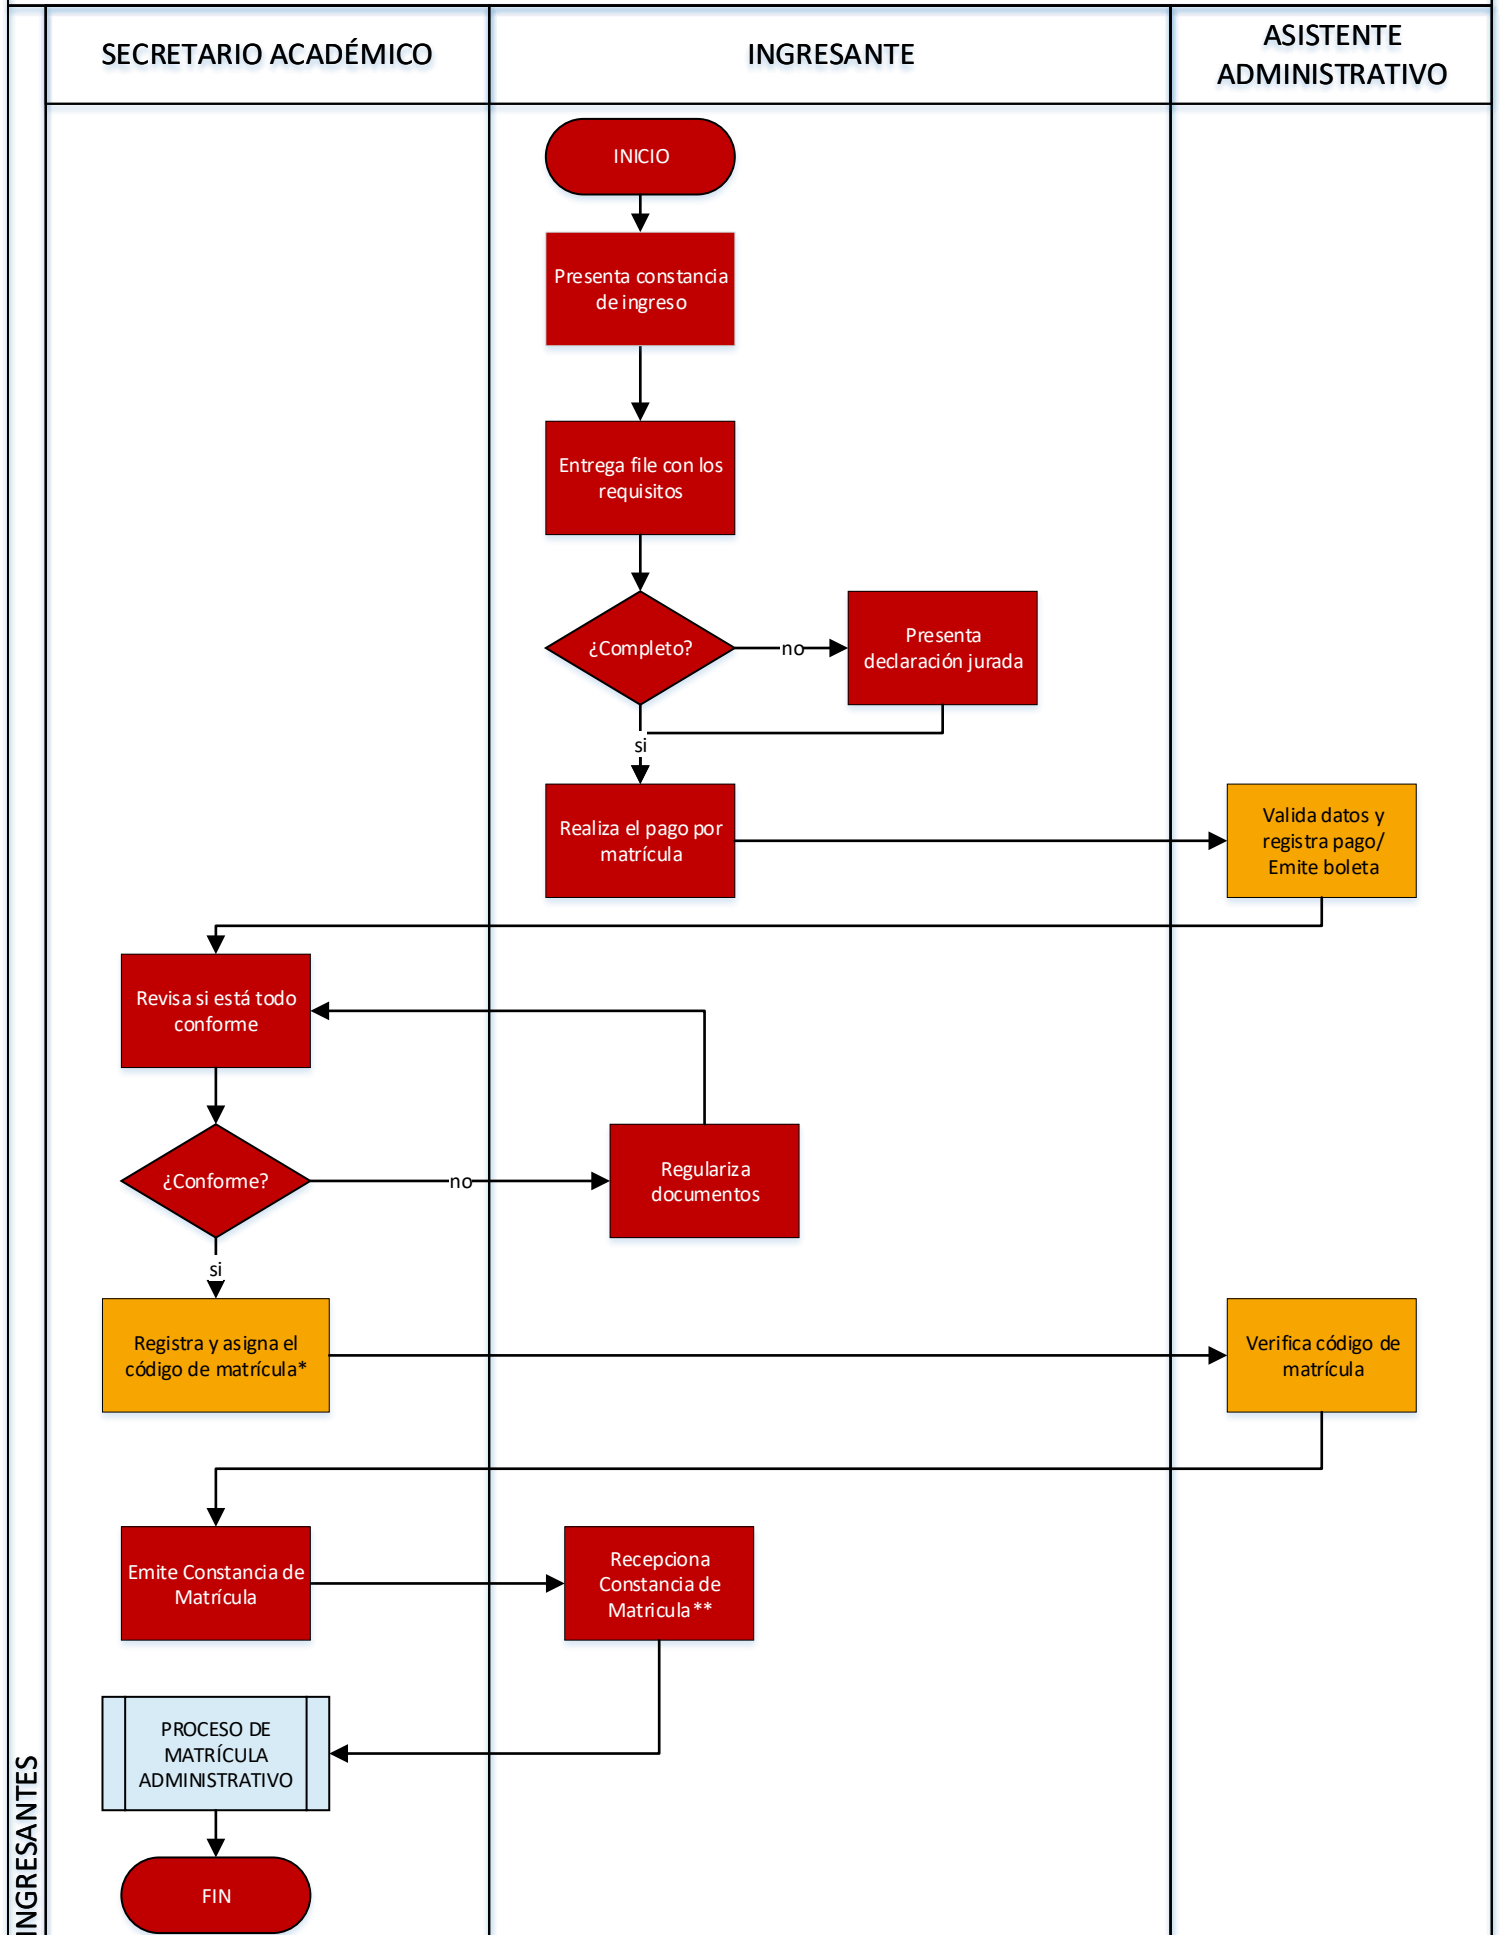 SECRETARIO ACADÉMICO
INGRESANTE
ASISTENTE
ADMINISTRATIVO
INICIO
Presenta constancia
de ingreso
Entrega file con los
requisitos
¿Completo?
no
Presenta
declaración jurada
si
Realiza el pago por
matrícula
Valida datos y
registra pago/
Emite boleta
Revisa si está todo
conforme
¿Conforme?
no
Regulariza
documentos
si
Registra y asigna el
código de matrícula*
Verifica código de
matrícula
Emite Constancia de
Matrícula
Recepciona
Constancia de
Matricula**
PROCESO DE
MATRÍCULA
ADMINISTRATIVO
FIN
INGRESANTES